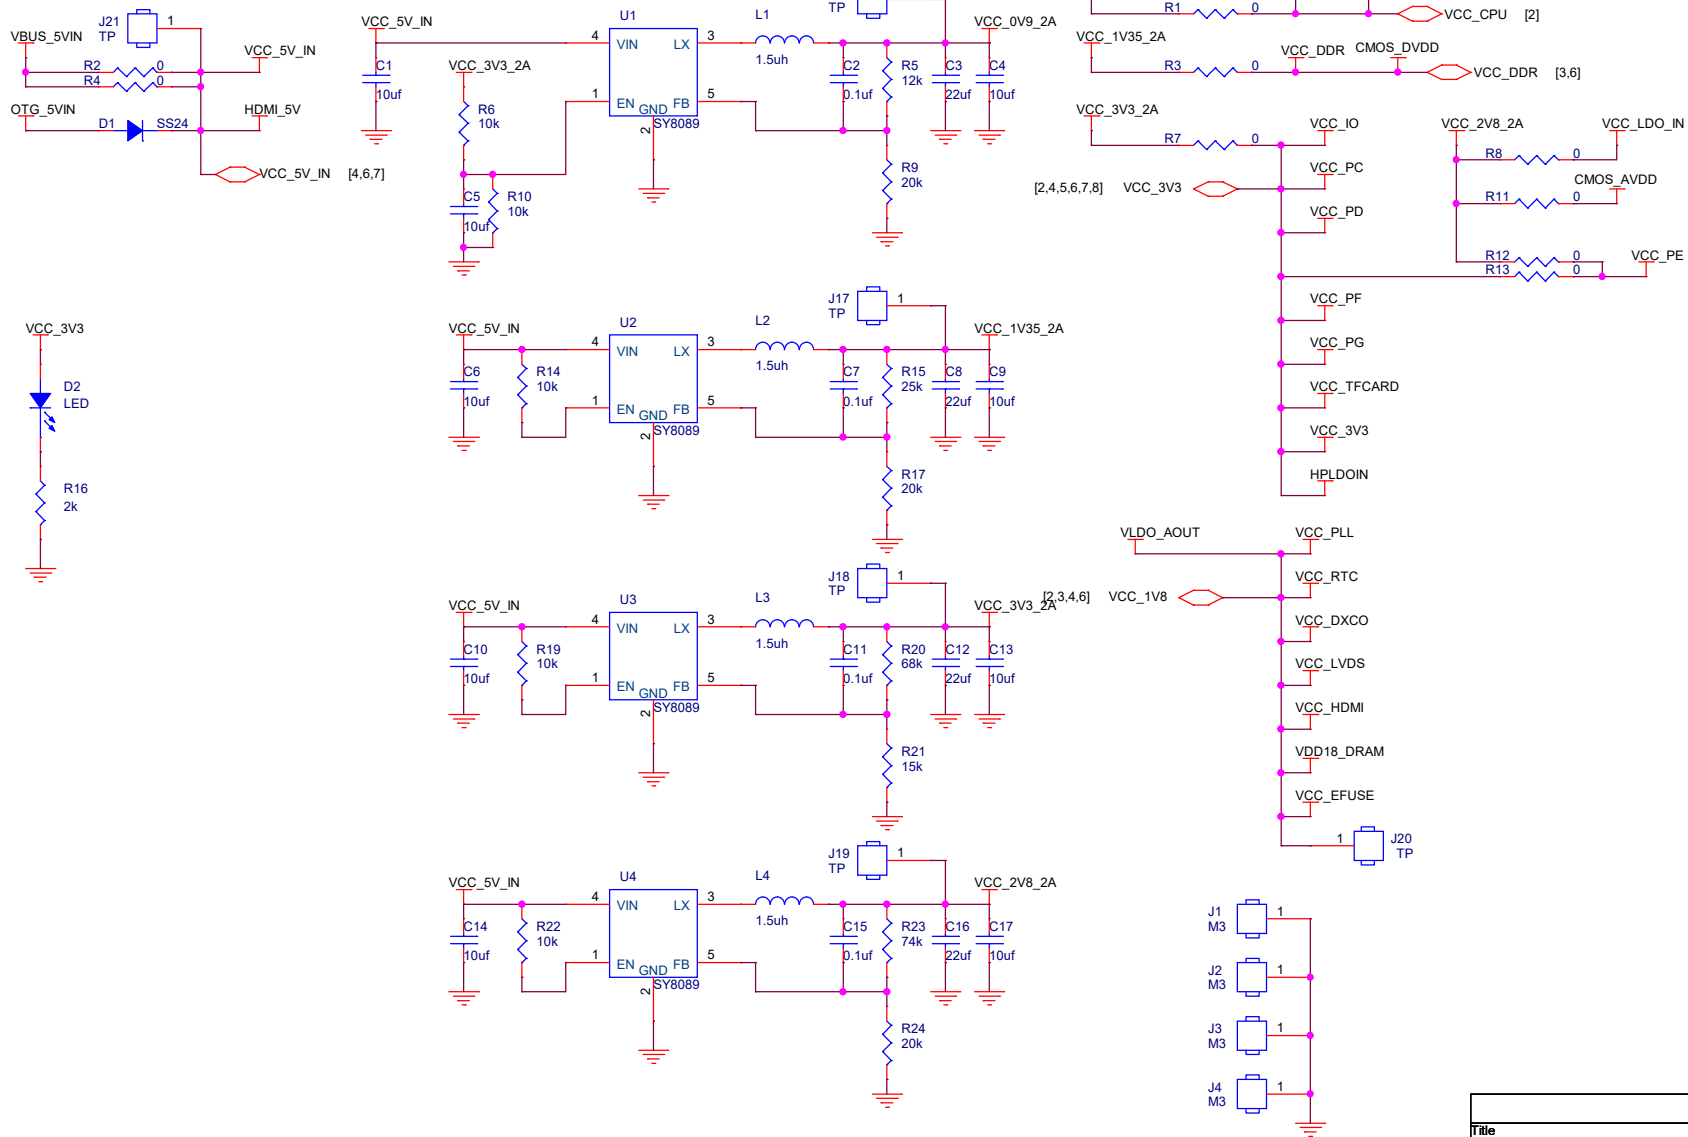 J21
TP
1
VBUS_5VIN
R2 0
R4 0
VCC_5V_IN
OTG_5VIN
D1 SS24
HDMI_5V
VCC_5V_IN [4,6,7]
VCC_3V3
D2
LED
R16
2k
VCC_5V_IN
C1
10uf
VCC_3V3_2A
R6
10k
C5
10uf
R10
10k
U1
4 VIN LX 3
1 EN GND FB 5
2 SY8089
L1
1.5uh
TP
VCC_0V9_2A
C2
0.1uf
R5
12k
C3
22uf
C4
10uf
R9
20k
VCC_5V_IN
C6
10uf
R14
10k
U2
4 VIN LX 3
1 EN GND FB 5
2 SY8089
L2
1.5uh
J17
TP
1
VCC_1V35_2A
C7
0.1uf
R15
25k
C8
22uf
C9
10uf
R17
20k
VCC_5V_IN
C10
10uf
R19
10k
U3
4 VIN LX 3
1 EN GND FB 5
2 SY8089
L3
1.5uh
J18
TP
1
VCC_3V3_2A
C11
0.1uf
R20
68k
C12
22uf
C13
10uf
R21
15k
VCC_5V_IN
C14
10uf
R22
10k
U4
4 VIN LX 3
1 EN GND FB 5
2 SY8089
L4
1.5uh
J19
TP
1
VCC_2V8_2A
C15
0.1uf
R23
74k
C16
22uf
C17
10uf
R24
20k
R1 0
VCC_CPU [2]
VCC_1V35_2A
R3 0
VCC_DDR
CMOS_DVDD
VCC_DDR [3,6]
VCC_3V3_2A
R7 0
VCC_IO
VCC_PC
[2,4,5,6,7,8] VCC_3V3
VCC_PD
VCC_2V8_2A
VCC_LDO_IN
R8 0
CMOS_AVDD
R11 0
R12 0
R13 0
VCC_PE
VCC_PF
VCC_PG
VCC_TFCARD
VCC_3V3
HPLDOIN
VLDO_AOUT
VCC_PLL
VCC_RTC
[2,3,4,6] VCC_1V8
VCC_DXCO
VCC_LVDS
VCC_HDMI
VDD18_DRAM
VCC_EFUSE
1
J20
TP
J1
M3
1
J2
M3
1
J3
M3
1
J4
M3
1
Title